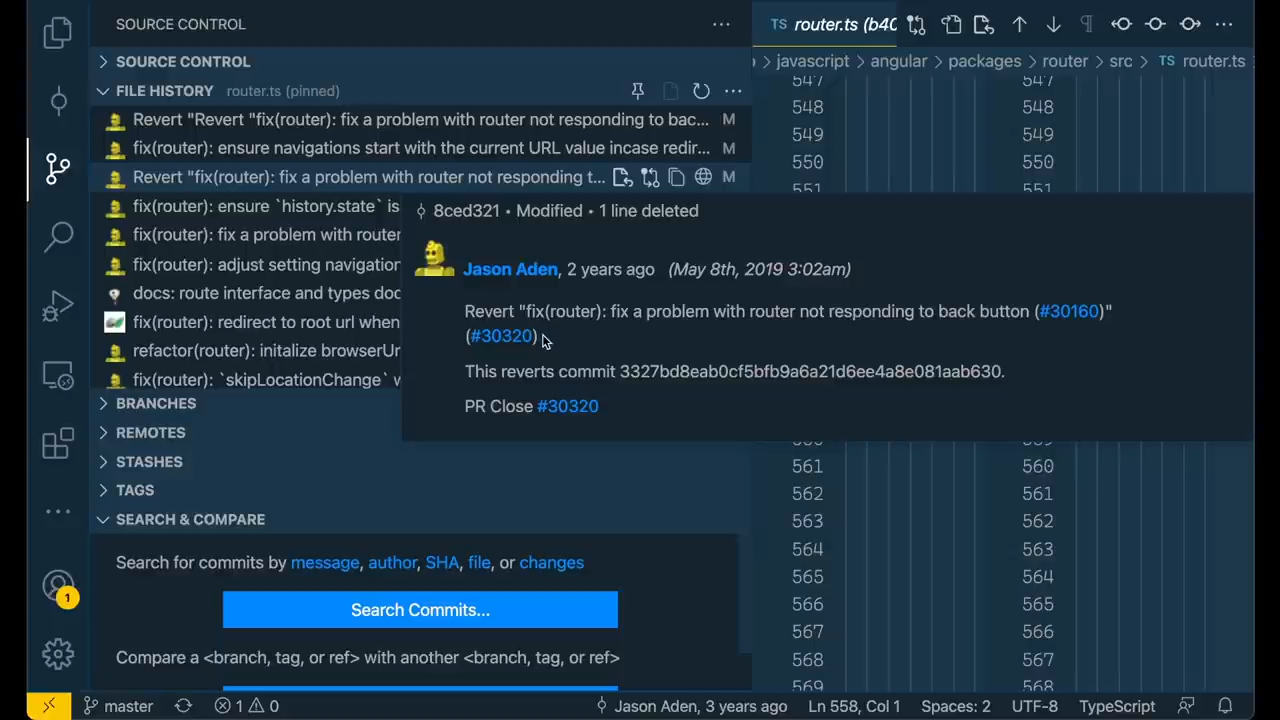 SOURCE CONTROL
SOURCE CONTROL
FILE HISTORY router.ts (pinned)
Revert "Revert "fix(router): fix a problem with router not responding to bac... M
fix(router): ensure navigations start with the current URL value incase redir... M
Revert "fix(router): fix a problem with router not responding t... M
fix(router): ensure `history.state` is
fix(router): fix a problem with router
fix(router): adjust setting navigation
docs: route interface and types doc
fix(router): redirect to root url when
refactor(router): initalize browserUr
fix(router): `skipLocationChange` w
8ced321 • Modified • 1 line deleted
Jason Aden, 2 years ago (May 8th, 2019 3:02am)
Revert "fix(router): fix a problem with router not responding to back button (#30160)"
(#30320)
This reverts commit 3327bd8eab0cf5bfb9a6a21d6ee4a8e081aab630.
PR Close #30320
BRANCHES
REMOTES
STASHES
TAGS
SEARCH & COMPARE
Search for commits by message, author, SHA, file, or changes
Search Commits...
Compare a <branch, tag, or ref> with another <branch, tag, or ref>
TS router.ts (b40
javascript > angular > packages > router > src > TS router.ts
547 547
548 548
549 549
550 550
551 551
561 560
562 561
563 562
564 563
565 564
566 565
567 566
568 567
569 568
1
master 1 0 Jason Aden, 3 years ago Ln 558, Col 1 Spaces: 2 UTF-8 TypeScript